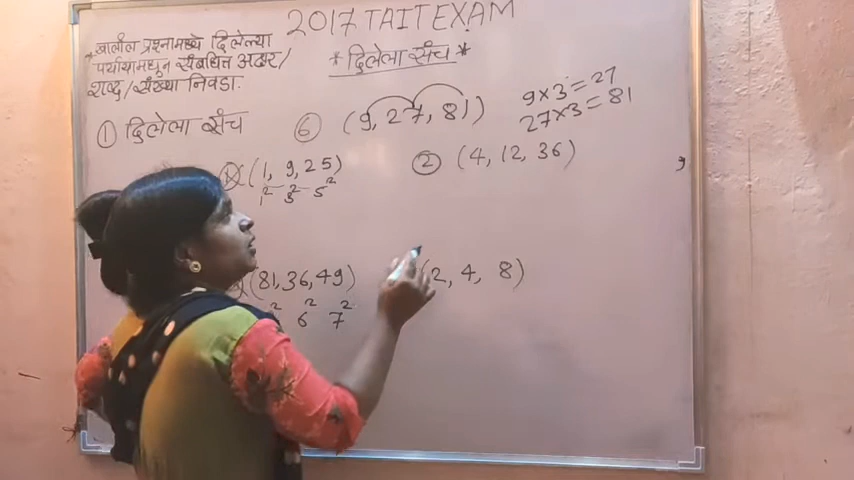 2017 TAIT EXAM
* खालील प्रश्नामध्ये दिलेल्या
पर्यायामधून संबंधित अक्षर/
शब्द/संख्या निवडा.
* दिलेला संच *
① दिलेला संच
⑥ (9, 27, 81)
9×3=27
27×3=81
① (1, 9, 25)
1² 3² 5²
② (4, 12, 36)
(81, 36, 49)
² 6² 7²
(2, 4, 8)